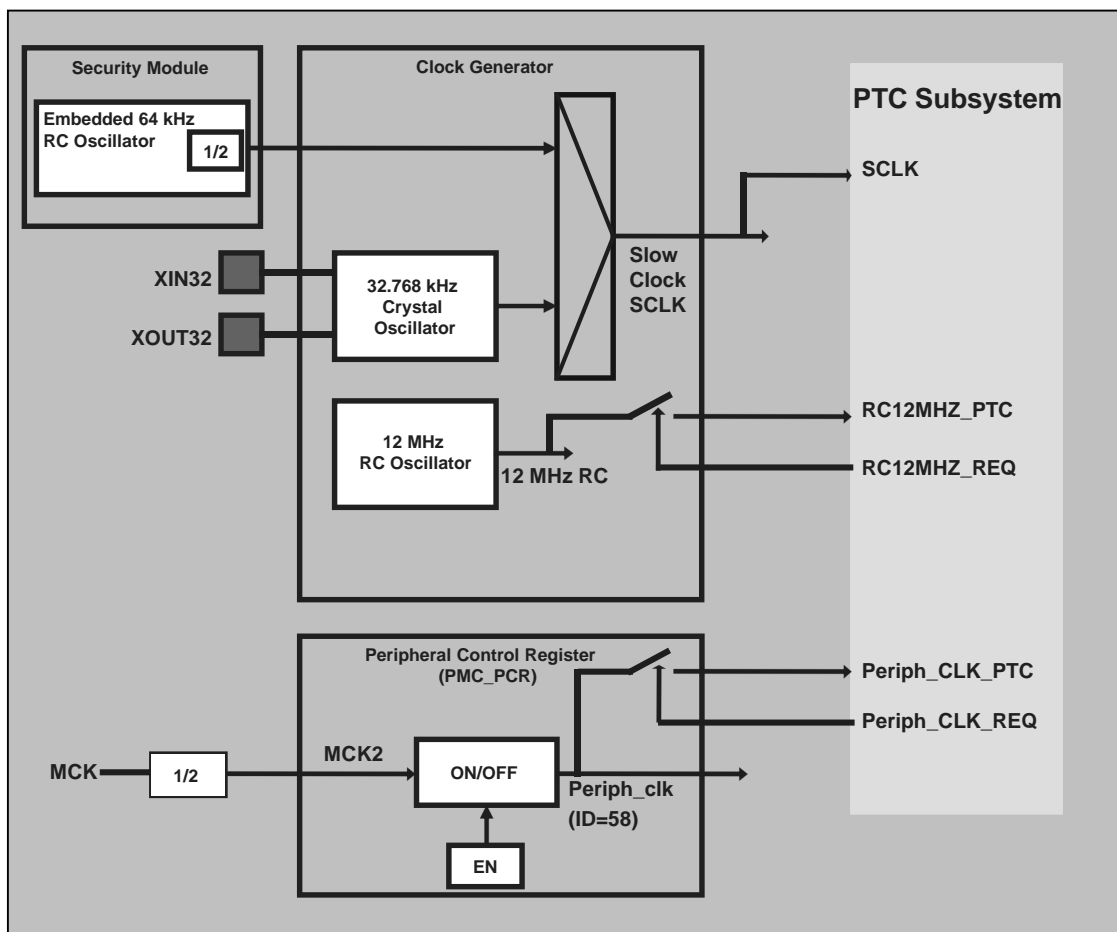 Security Module
Embedded 64 kHz
RC Oscillator
1/2
Clock Generator
PTC Subsystem
SCLK
XIN32
XOUT32
32.768 kHz
Crystal
Oscillator
Slow
Clock
SCLK
12 MHz
RC Oscillator
12 MHz RC
RC12MHZ_PTC
RC12MHZ_REQ
Peripheral Control Register
(PMC_PCR)
Periph_CLK_PTC
Periph_CLK_REQ
MCK
1/2
MCK2
ON/OFF
Periph_clk
(ID=58)
EN